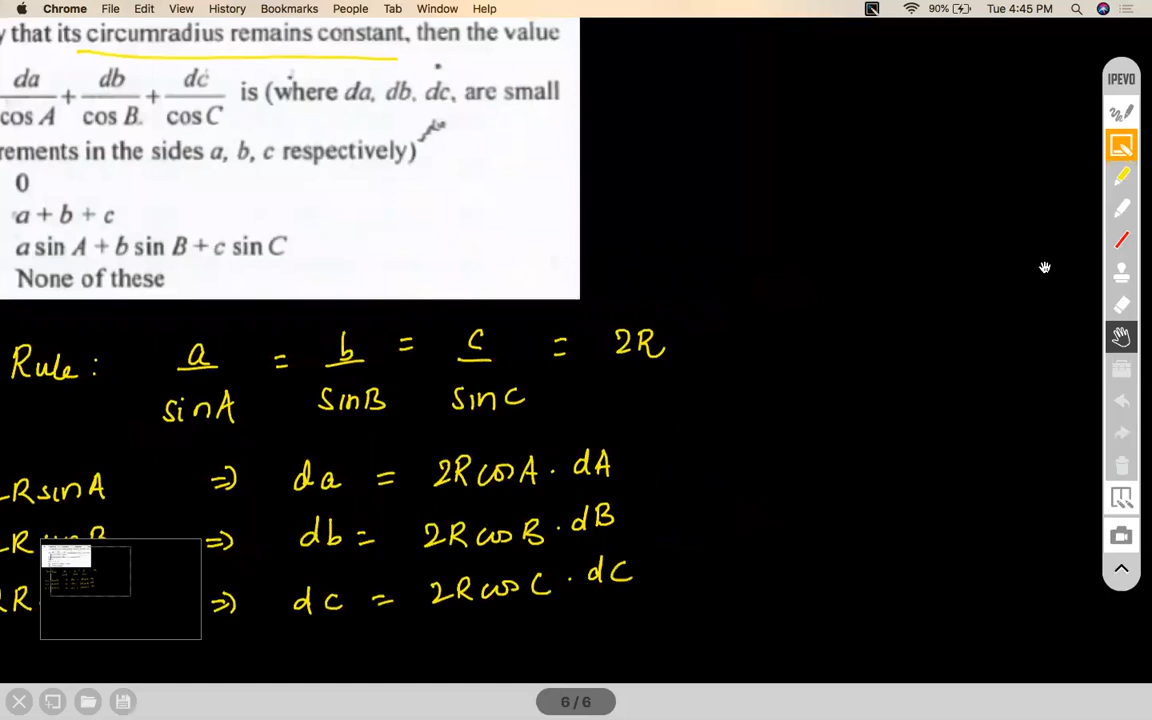 Chrome File Edit View History Bookmarks People Tab Window Help 90% Tue 4:45 PM
y that its circumradius remains constant, then the value
da/cos A + db/cos B + dc/cos C is (where da, db, dc, are small
rements in the sides a, b, c respectively)
0
a + b + c
a sin A + b sin B + c sin C
None of these
IPEVO
Rule : a/sinA = b/sinB = c/sinC = 2R
RsinA ⇒ da = 2RcosA · dA
⇒ db = 2RcosB · dB
R ⇒ dc = 2RcosC · dC
6 / 6